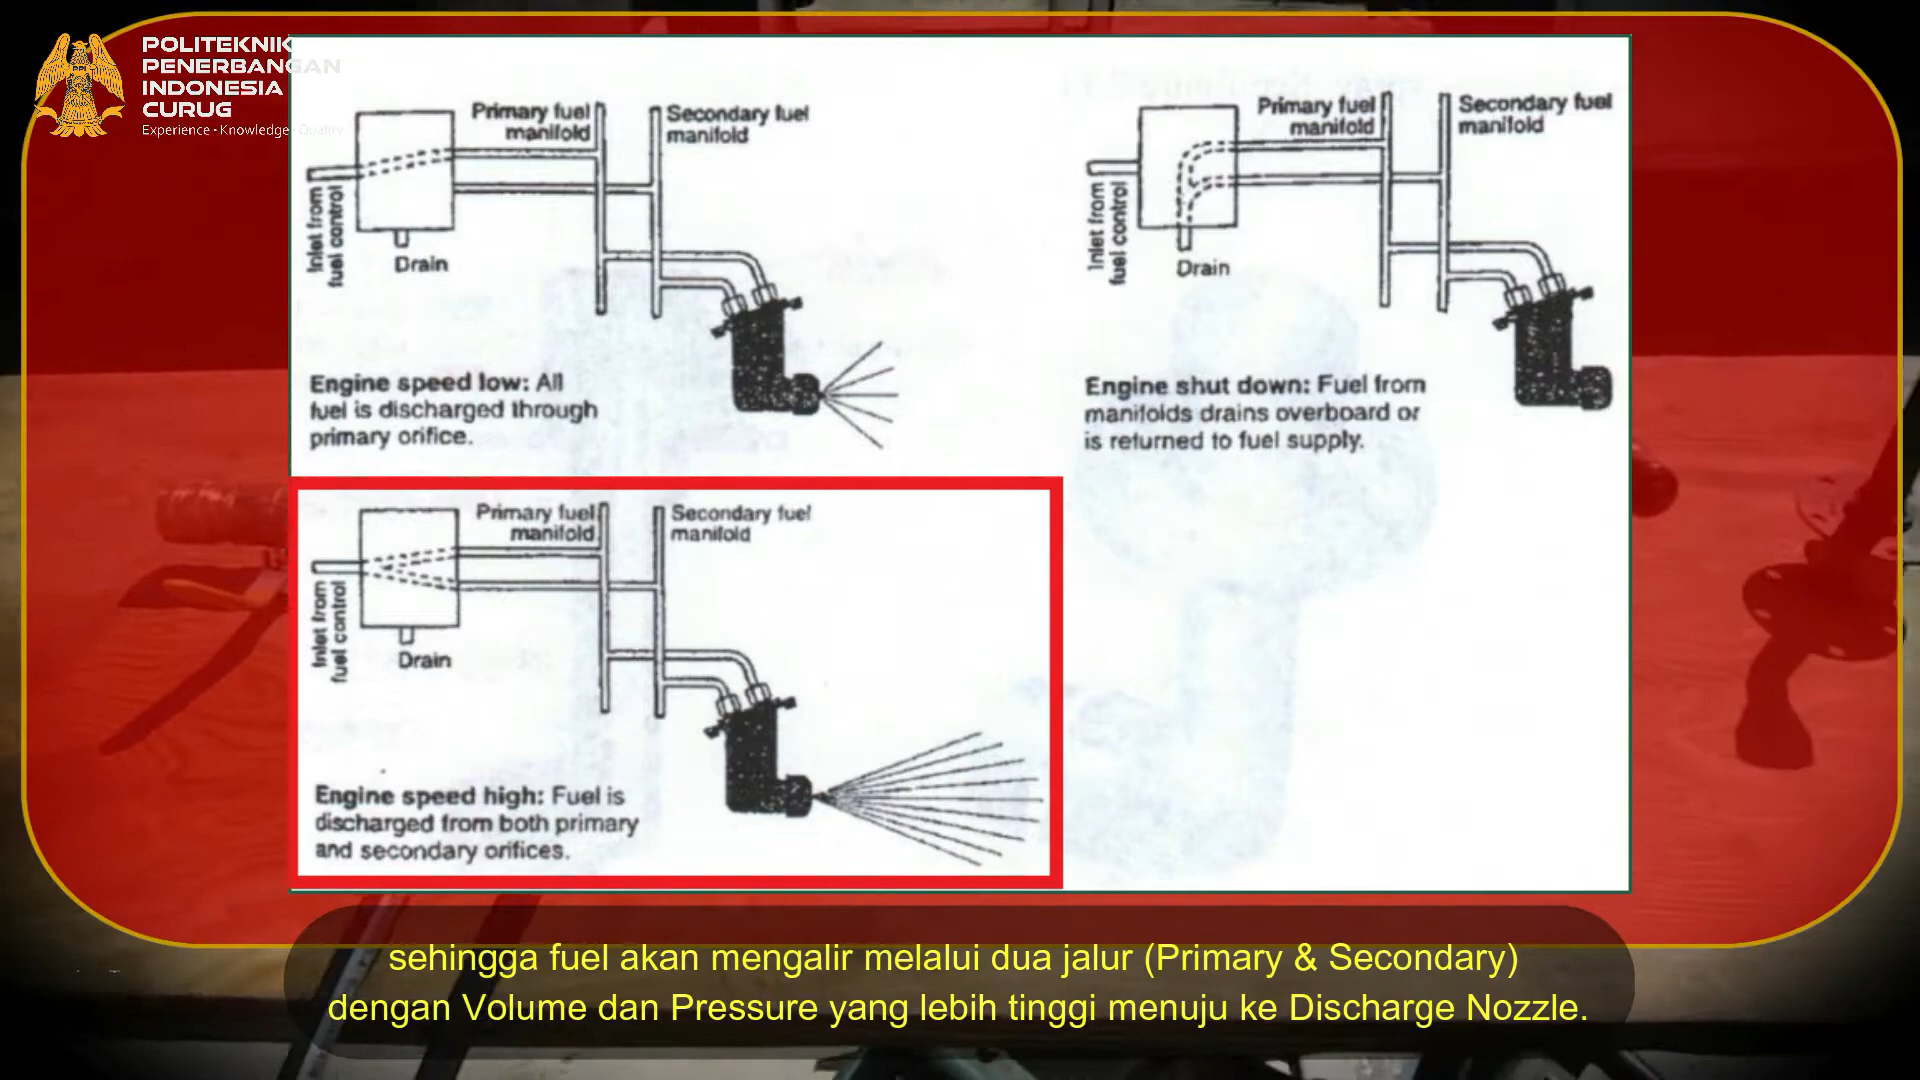 POLITEKNIK
PENERBANGAN
INDONESIA
CURUG
Experience - Knowledge - Quality
Primary fuel
manifold
Secondary fuel
manifold
Inlet from
fuel control
Drain
Engine speed low: All
fuel is discharged through
primary orifice.
Primary fuel
manifold
Secondary fuel
manifold
Inlet from
fuel control
Drain
Engine shut down: Fuel from
manifolds drains overboard or
is returned to fuel supply.
Primary fuel
manifold
Secondary fuel
manifold
Inlet from
fuel control
Drain
Engine speed high: Fuel is
discharged from both primary
and secondary orifices.
sehingga fuel akan mengalir melalui dua jalur (Primary & Secondary)
dengan Volume dan Pressure yang lebih tinggi menuju ke Discharge Nozzle.